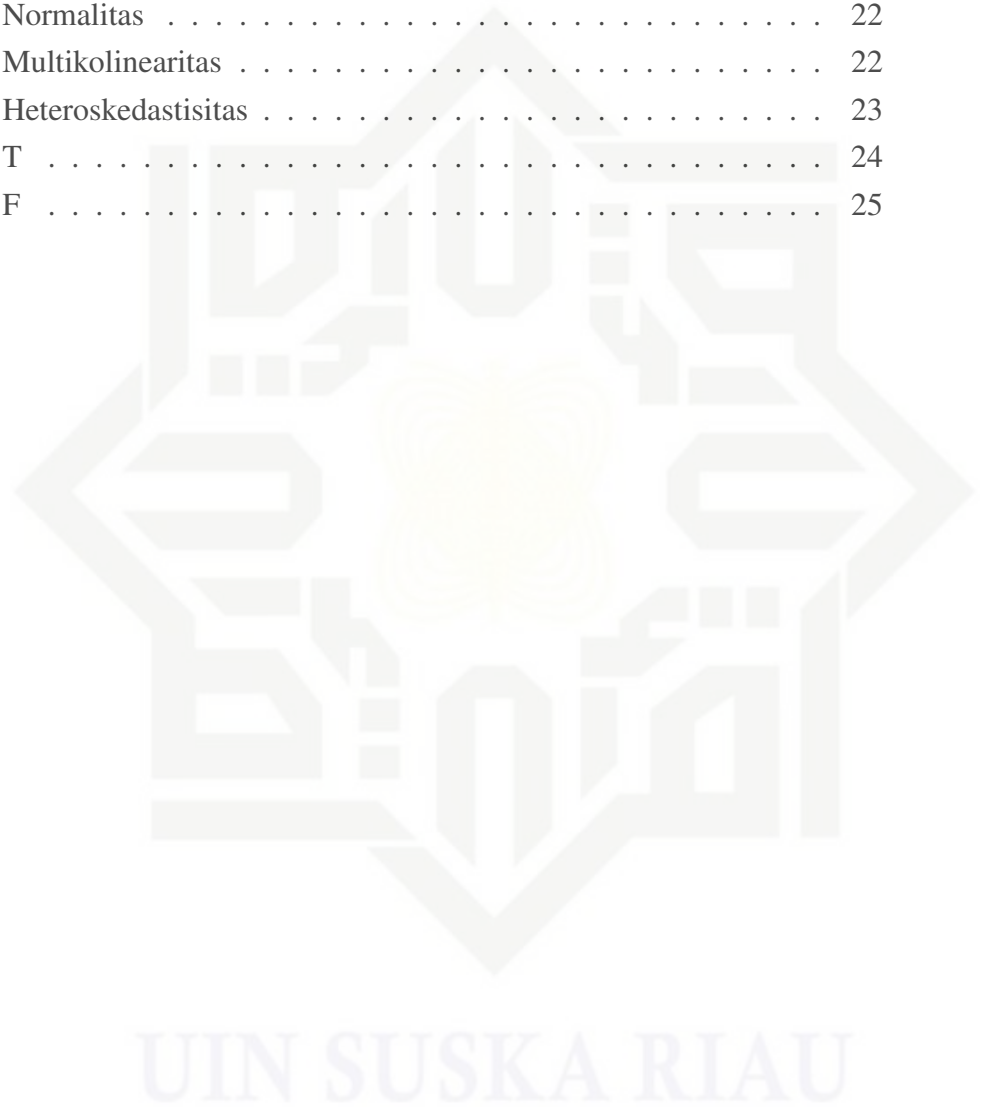 Normalitas . . . . . . . . . . . . . . . . . . . . . . . . . . . . 22
Multikolinearitas . . . . . . . . . . . . . . . . . . . . . . . . . 22
Heteroskedastisitas . . . . . . . . . . . . . . . . . . . . . . . . 23
T . . . . . . . . . . . . . . . . . . . . . . . . . . . . . . . . . 24
F . . . . . . . . . . . . . . . . . . . . . . . . . . . . . . . . . 25
UIN SUSKA RIAU